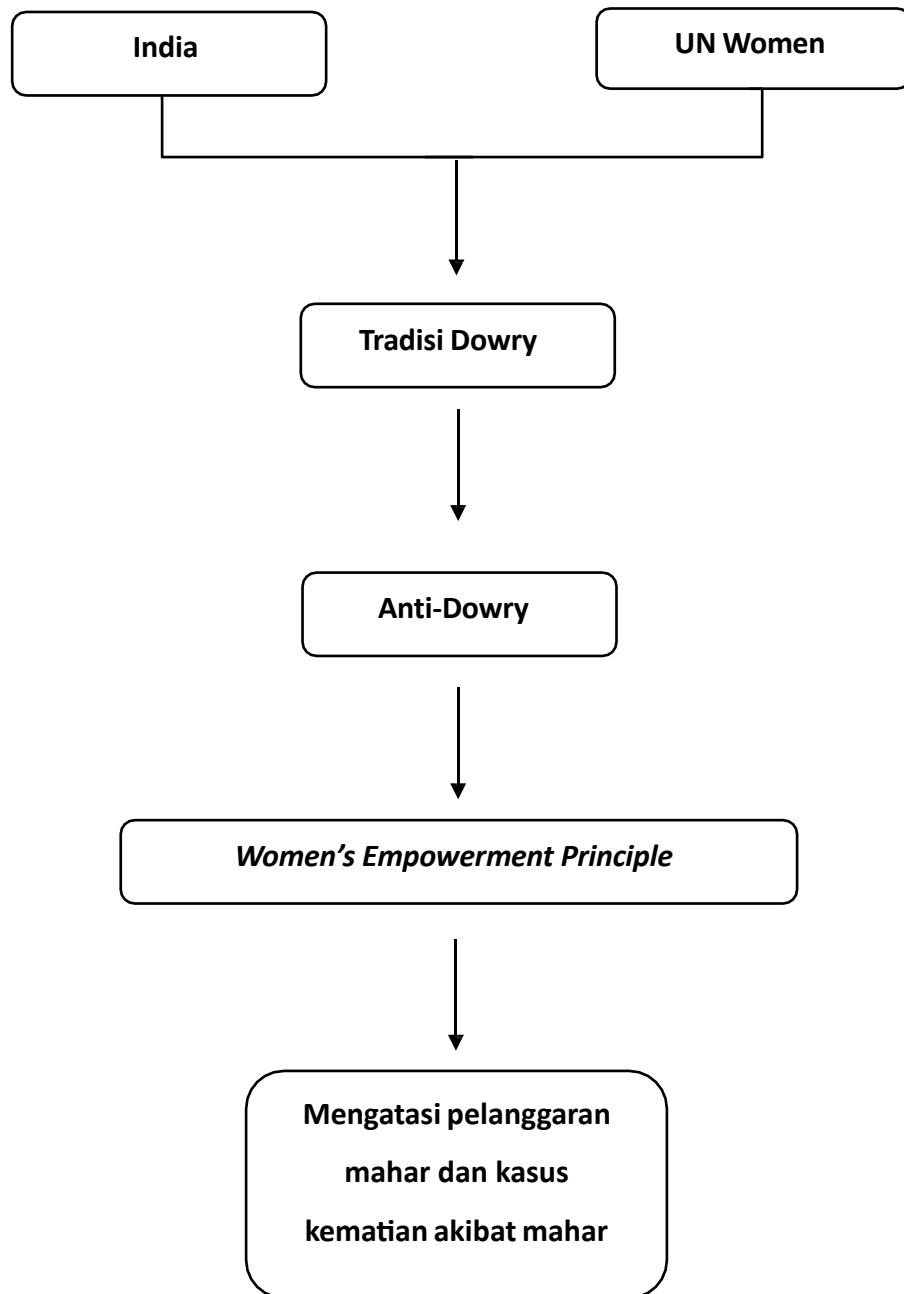 India
UN Women
Tradisi Dowry
Anti-Dowry
Women’s Empowerment Principle
Mengatasi pelanggaran
mahar dan kasus
kematian akibat mahar